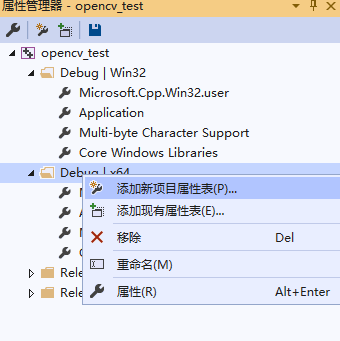 属性管理器 - opencv_test
opencv_test
Debug | Win32
Microsoft.Cpp.Win32.user
Application
Multi-byte Character Support
Core Windows Libraries
Debug | x64
添加新项目属性表(P)...
添加现有属性表(E)...
移除 Del
重命名(M)
属性(R) Alt+Enter
Rele
Rele